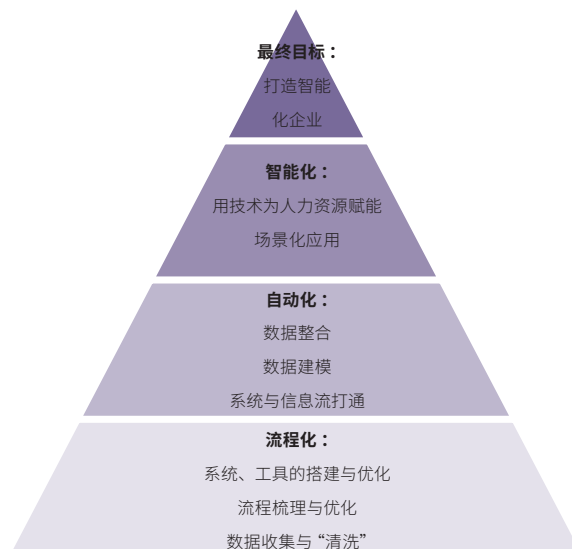 最终目标：
打造智能
化企业
智能化：
用技术为人力资源赋能
场景化应用
自动化：
数据整合
数据建模
系统与信息流打通
流程化：
系统、工具的搭建与优化
流程梳理与优化
数据收集与“清洗”